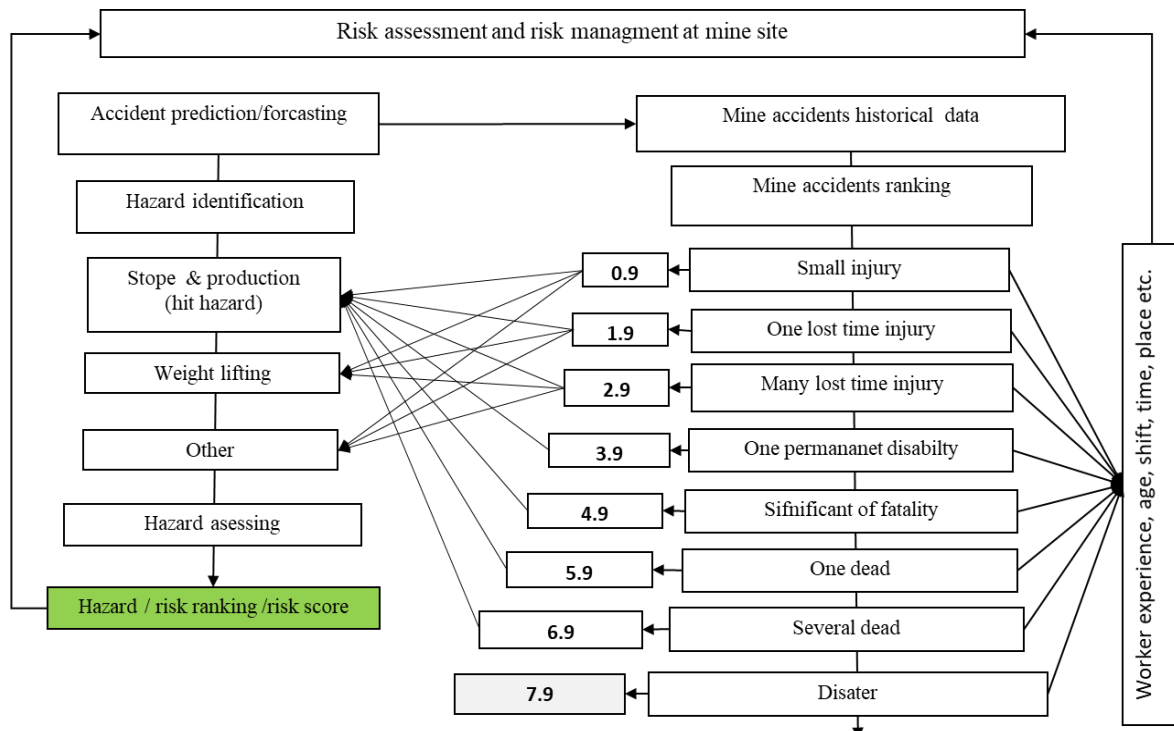 Risk assessment and risk managment at mine site
Accident prediction/forcasting
Mine accidents historical data
Hazard identification
Mine accidents ranking
Stope & production
(hit hazard)
0.9
Small injury
1.9
One lost time injury
Weight lifting
2.9
Many lost time injury
Other
3.9
One permananet disabilty
Hazard asessing
4.9
Sifnificant of fatality
5.9
One dead
Hazard / risk ranking /risk score
6.9
Several dead
7.9
Disater
Worker experience, age, shift, time, place etc.